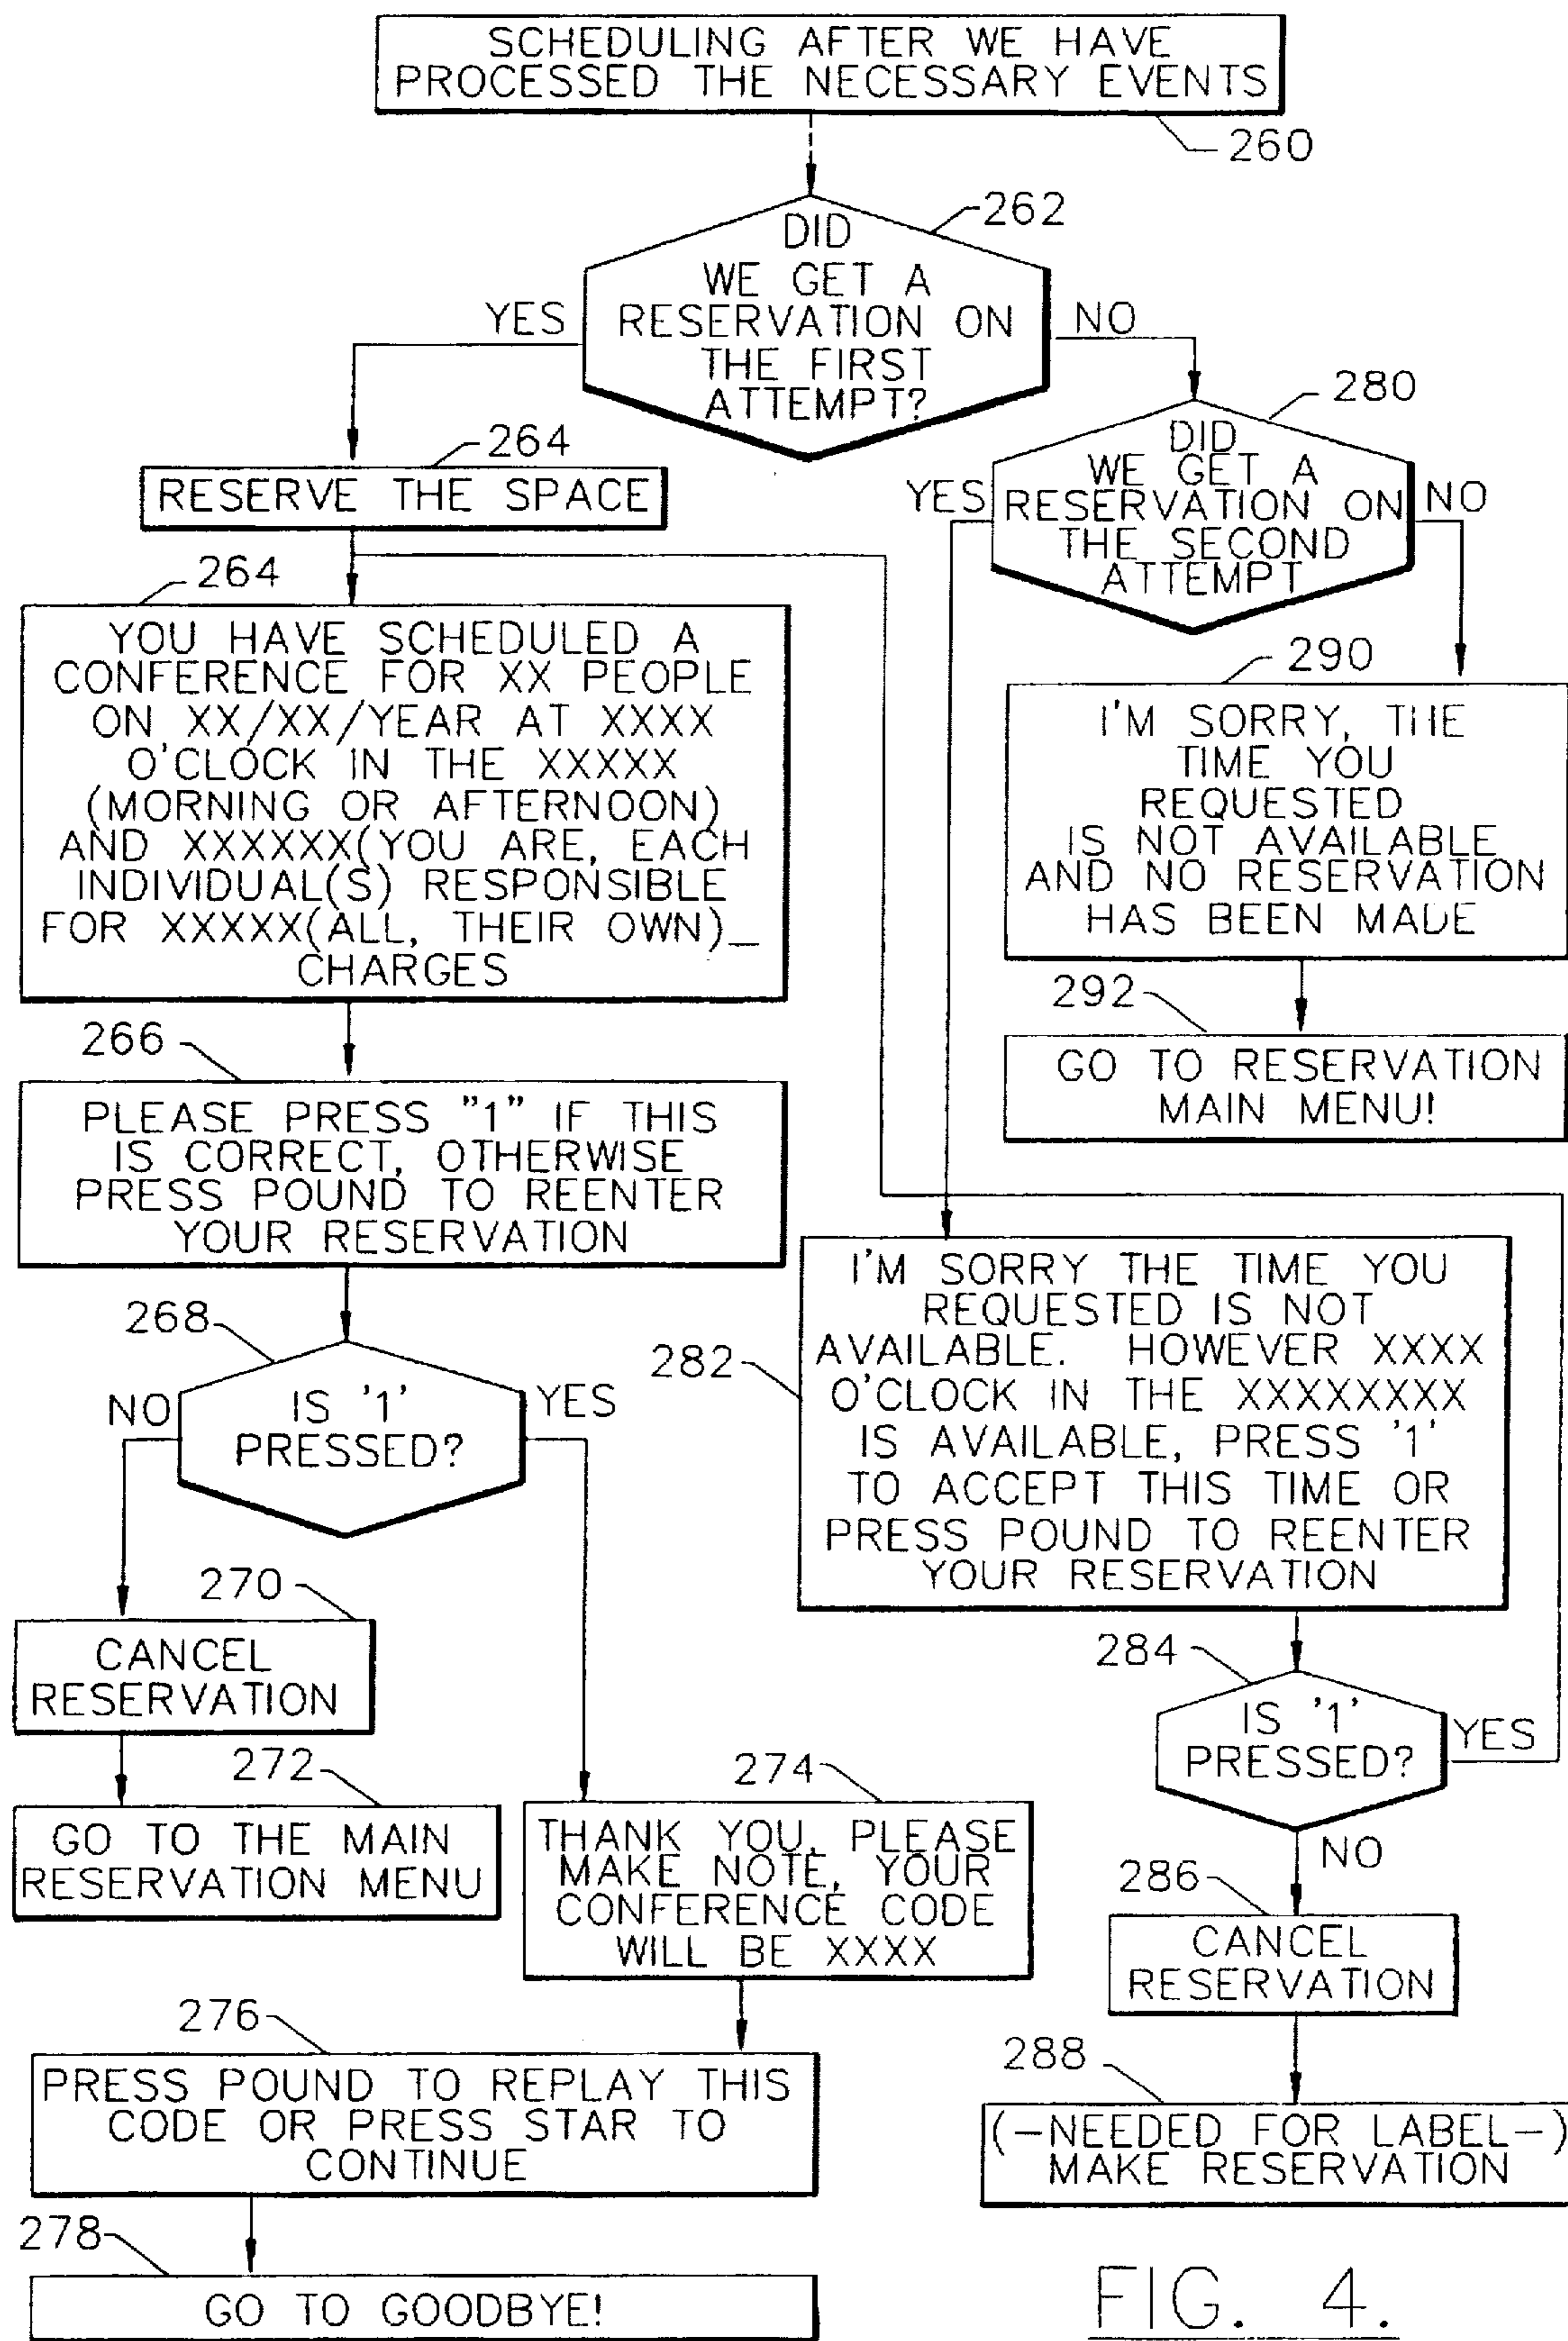 SCHEDULING AFTER WE HAVE
PROCESSED THE NECESSARY EVENTS
260
262
DID
WE GET A
RESERVATION ON
THE FIRST
ATTEMPT?
YES
NO
264
RESERVE THE SPACE
280
DID
WE GET A
RESERVATION ON
THE SECOND
ATTEMPT
YES
NO
264
YOU HAVE SCHEDULED A
CONFERENCE FOR XX PEOPLE
ON XX/XX/YEAR AT XXXX
O'CLOCK IN THE XXXXX
(MORNING OR AFTERNOON)
AND XXXXXX(YOU ARE, EACH
INDIVIDUAL(S) RESPONSIBLE
FOR XXXXX(ALL, THEIR OWN)_
CHARGES
290
I'M SORRY, THE
TIME YOU
REQUESTED
IS NOT AVAILABLE
AND NO RESERVATION
HAS BEEN MADE
292
GO TO RESERVATION
MAIN MENU!
266
PLEASE PRESS "1" IF THIS
IS CORRECT, OTHERWISE
PRESS POUND TO REENTER
YOUR RESERVATION
268
IS '1'
PRESSED?
NO
YES
282
I'M SORRY THE TIME YOU
REQUESTED IS NOT
AVAILABLE. HOWEVER XXXX
O'CLOCK IN THE XXXXXXXX
IS AVAILABLE, PRESS '1'
TO ACCEPT THIS TIME OR
PRESS POUND TO REENTER
YOUR RESERVATION
270
CANCEL
RESERVATION
272
GO TO THE MAIN
RESERVATION MENU
274
THANK YOU, PLEASE
MAKE NOTE, YOUR
CONFERENCE CODE
WILL BE XXXX
284
IS '1'
PRESSED?
YES
NO
286
CANCEL
RESERVATION
276
PRESS POUND TO REPLAY THIS
CODE OR PRESS STAR TO
CONTINUE
288
(-NEEDED FOR LABEL-)
MAKE RESERVATION
278
GO TO GOODBYE!
FIG. 4.